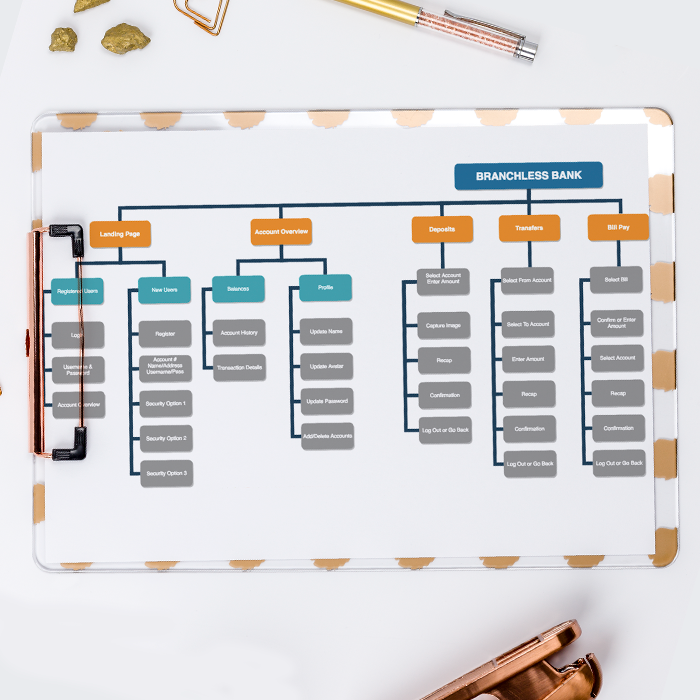 BRANCHLESS BANK
Landing Page
Account Overview
Deposits
Transfers
Bill Pay
Registered Users
New Users
Balances
Profile
Login
Username &
Password
Account Overview
Register
Account #
Name/Address
Username/Pass
Security Option 1
Security Option 2
Security Option 3
Account History
Transaction Details
Update Name
Update Avatar
Update Password
Add/Delete Accounts
Select Account
Enter Amount
Capture Image
Recap
Confirmation
Log Out or Go Back
Select From Account
Select To Account
Enter Amount
Recap
Confirmation
Log Out or Go Back
Select Bill
Confirm or Enter
Amount
Select Account
Recap
Confirmation
Log Out or Go Back